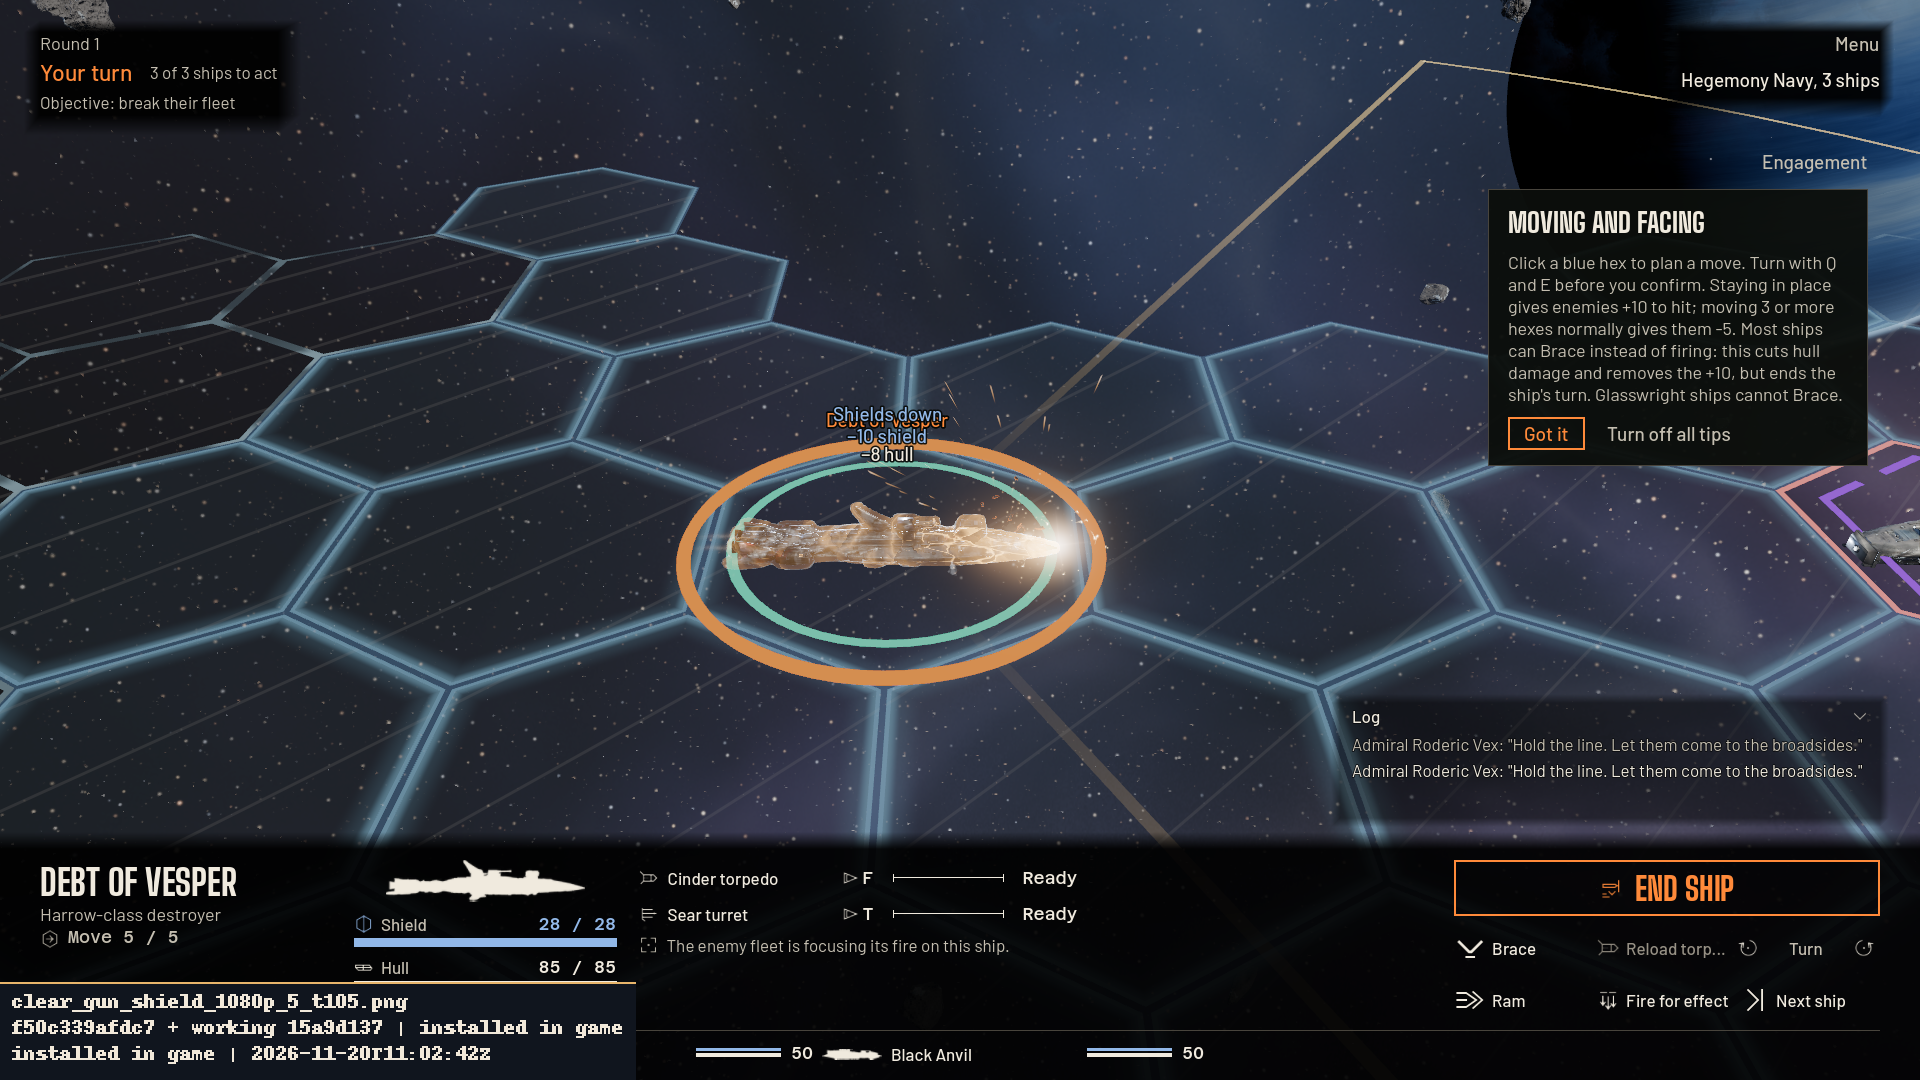 Round 1
Your turn 3 of 3 ships to act
Objective: break their fleet
Menu
Hegemony Navy, 3 ships
Engagement
MOVING AND FACING
Click a blue hex to plan a move. Turn with Q
and E before you confirm. Staying in place
gives enemies +10 to hit; moving 3 or more
hexes normally gives them -5. Most ships
can Brace instead of firing: this cuts hull
damage and removes the +10, but ends the
ship's turn. Glasswright ships cannot Brace.
Got it Turn off all tips
Shields down
Debt of Vesper
−10 shield
−8 hull
Log
Admiral Roderic Vex: "Hold the line. Let them come to the broadsides."
Admiral Roderic Vex: "Hold the line. Let them come to the broadsides."
DEBT OF VESPER
Harrow-class destroyer
Move 5 / 5
Shield 28 / 28
Hull 85 / 85
Cinder torpedo F Ready
Sear turret T Ready
The enemy fleet is focusing its fire on this ship.
END SHIP
Brace Reload torp... Turn
Ram Fire for effect Next ship
clear_gun_shield_1080p_5_t105.png
f50c339afdc7 + working 15a9d137 | installed in game
installed in game | 2026-11-20T11:02:42Z
50 Black Anvil 50